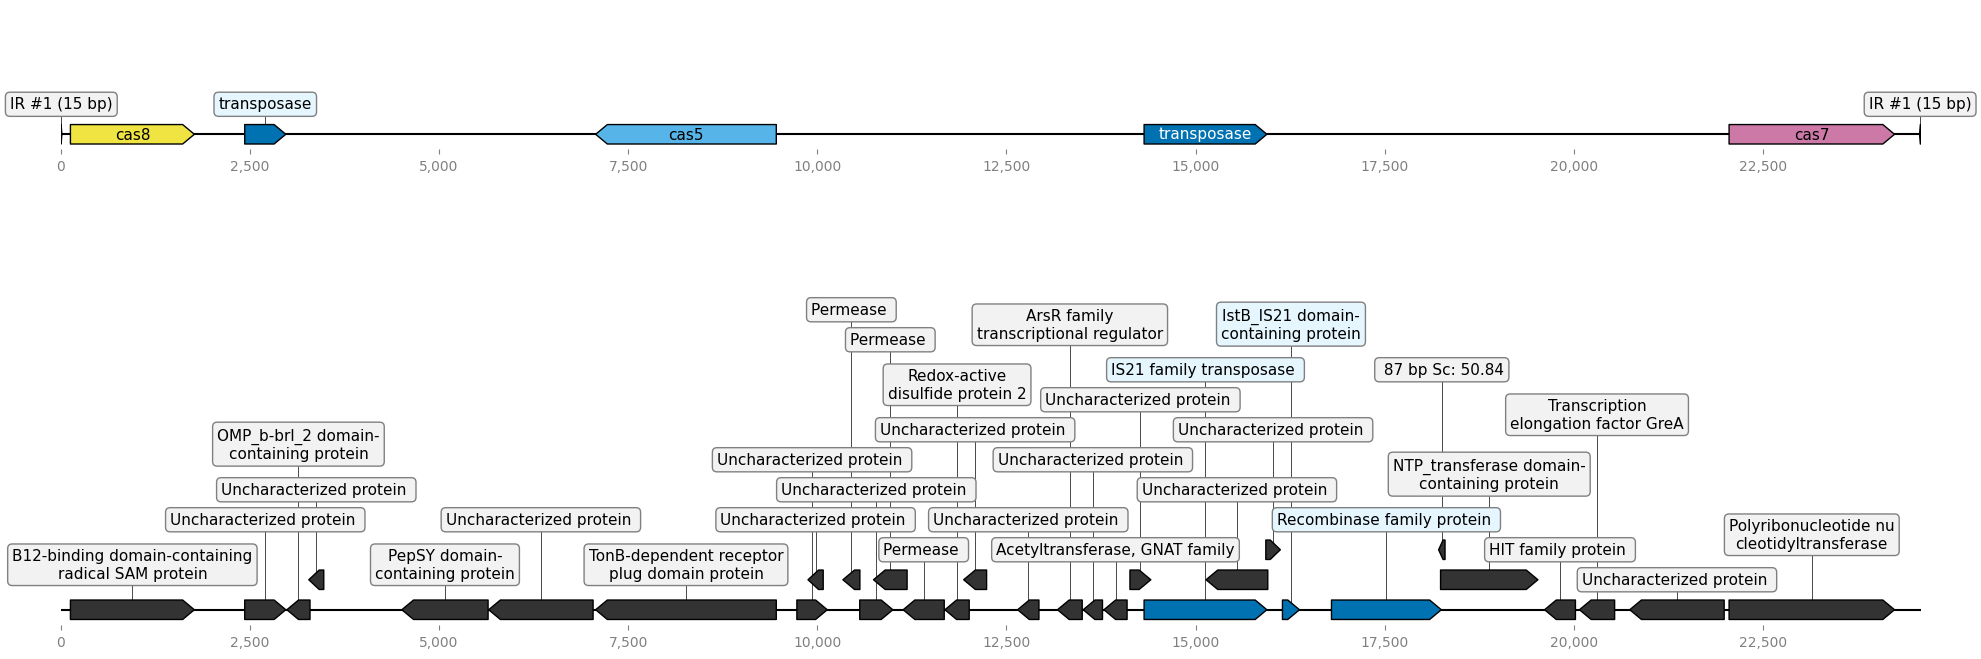 IR #1 (15 bp)
transposase
IR #1 (15 bp)
cas8
cas5
transposase
cas7
0
2,500
5,000
7,500
10,000
12,500
15,000
17,500
20,000
22,500
Permease
ArsR family
transcriptional regulator
IstB_IS21 domain-
containing protein
Permease
Redox-active
disulfide protein 2
IS21 family transposase
87 bp Sc: 50.84
Uncharacterized protein
Transcription
elongation factor GreA
OMP_b-brl_2 domain-
containing protein
Uncharacterized protein
Uncharacterized protein
Uncharacterized protein
Uncharacterized protein
NTP_transferase domain-
containing protein
Uncharacterized protein
Uncharacterized protein
Uncharacterized protein
Uncharacterized protein
Uncharacterized protein
Uncharacterized protein
Uncharacterized protein
Recombinase family protein
Polyribonucleotide nu
cleotidyltransferase
B12-binding domain-containing
radical SAM protein
PepSY domain-
containing protein
TonB-dependent receptor
plug domain protein
Permease
Acetyltransferase, GNAT family
HIT family protein
Uncharacterized protein
0
2,500
5,000
7,500
10,000
12,500
15,000
17,500
20,000
22,500